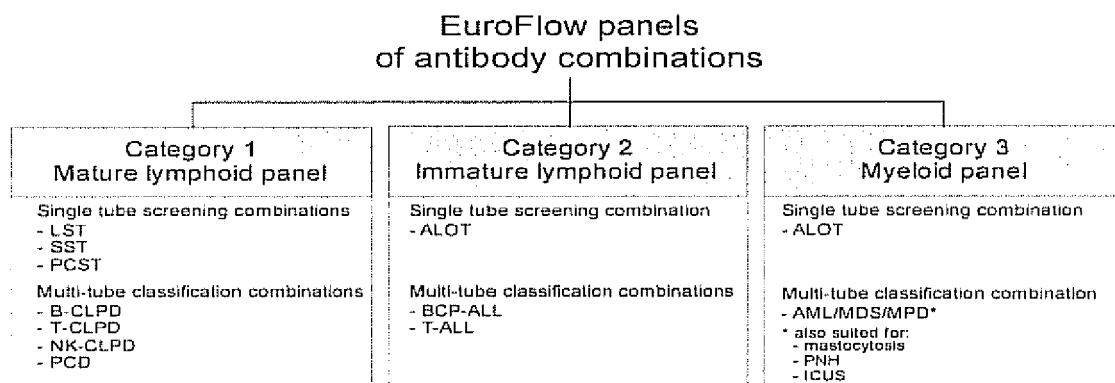 EuroFlow panels
of antibody combinations
Category 1
Mature lymphoid panel
Single tube screening combinations
- LST
- SST
- PCST
Multi-tube classification combinations
- B-CLPD
- T-CLPD
- NK-CLPD
- PCD
Category 2
Immature lymphoid panel
Single tube screening combination
- ALOT
Multi-tube classification combinations
- BCP-ALL
- T-ALL
Category 3
Myeloid panel
Single tube screening combination
- ALOT
Multi-tube classification combination
- AML/MDS/MPD*
* also suited for:
- mastocytosis
- PNH
- ICUS